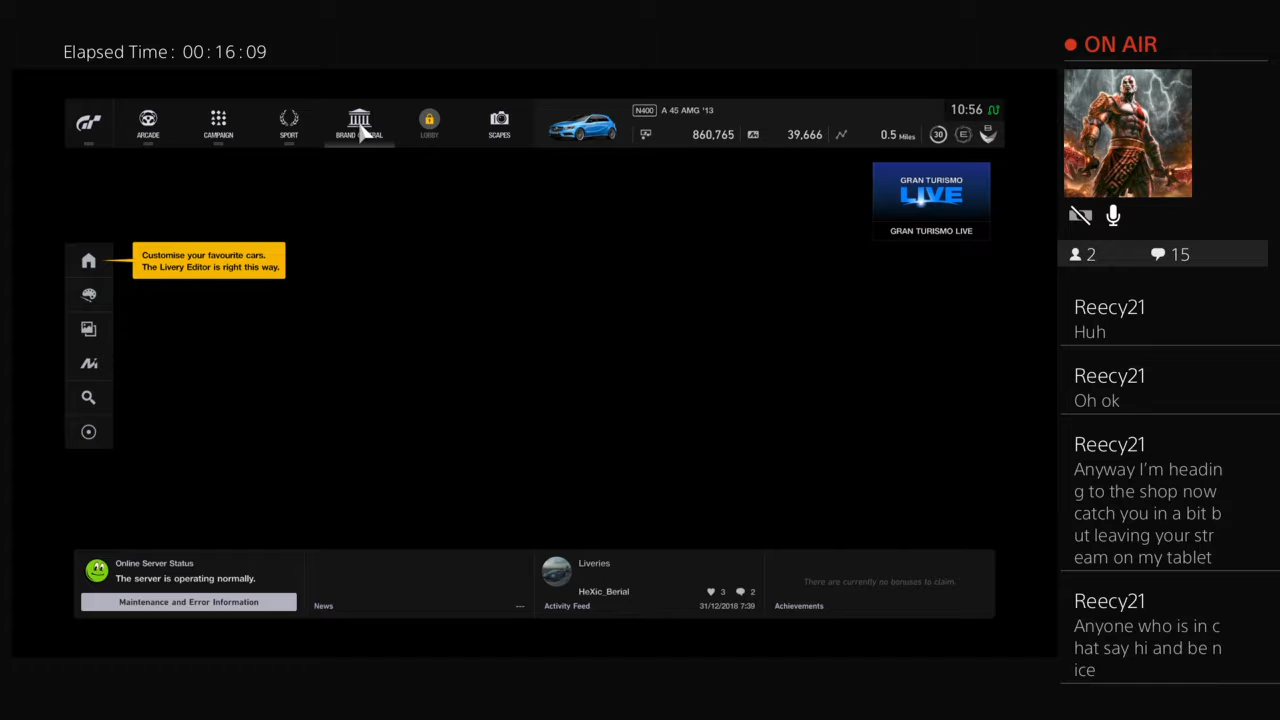 Elapsed Time: 00:16:09
ON AIR
ARCADE
CAMPAIGN
SPORT
BRAND CENTRAL
LOBBY
SCAPES
N400 A 45 AMG '13
860,765
39,666
0.5 Miles
30
E
B
10:56
GRAN TURISMO
LIVE
GRAN TURISMO LIVE
Customise your favourite cars.
The Livery Editor is right this way.
2
15
Reecy21
Huh
Reecy21
Oh ok
Reecy21
Anyway I'm headin
g to the shop now
catch you in a bit b
ut leaving your str
eam on my tablet
Reecy21
Anyone who is in c
hat say hi and be n
ice
Online Server Status
The server is operating normally.
Maintenance and Error Information
News
---
Liveries
HeXic_Berial
3
2
Activity Feed
31/12/2018 7:39
There are currently no bonuses to claim.
Achievements